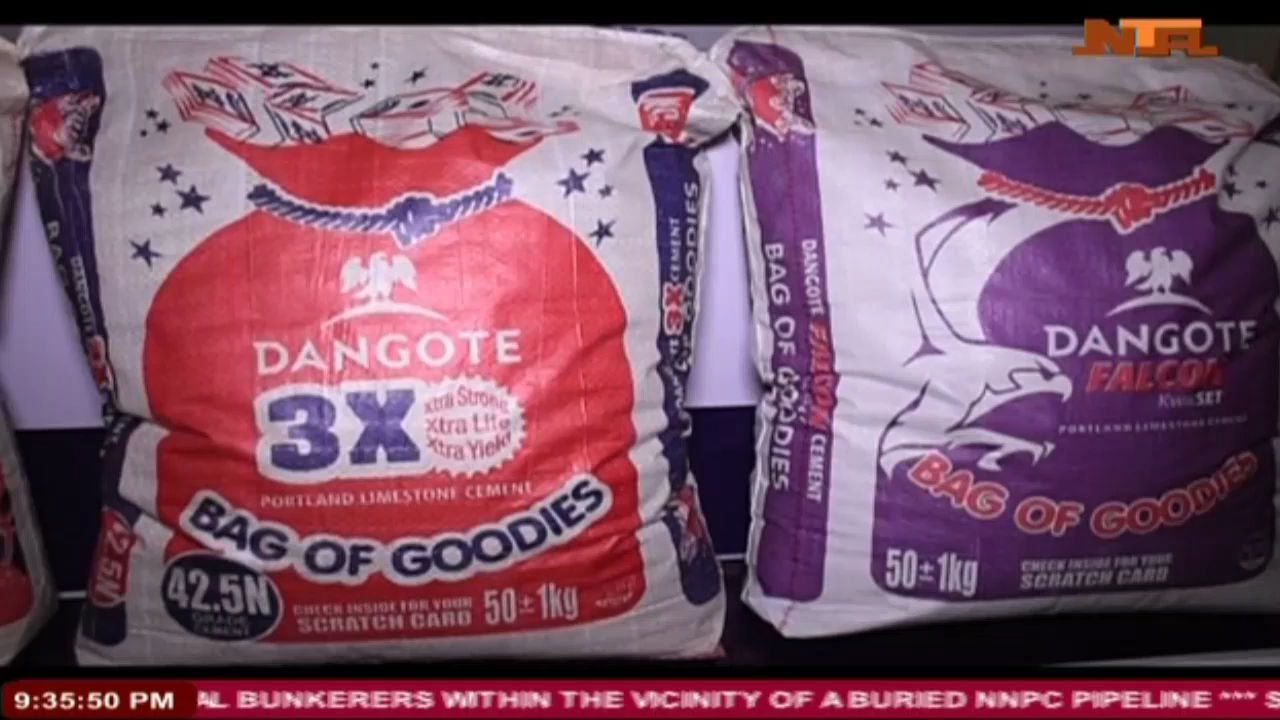 NTA
DANGOTE
3X
xtra Strong
xtra Life
xtra Yield
PORTLAND LIMESTONE CEMENT
BAG OF GOODIES
42.5N
GRADE
CEMENT
CHECK INSIDE FOR YOUR
SCRATCH CARD
50±1kg
BAG OF GOODIES
DANGOTE FALCON CEMENT
DANGOTE
FALCON
KwikSET
PORTLAND LIMESTONE CEMENT
BAG OF GOODIES
50±1kg
CHECK INSIDE FOR YOUR
SCRATCH CARD
42.5N
9:35:50 PM
AL BUNKERERS WITHIN THE VICINITY OF A BURIED NNPC PIPELINE *** S